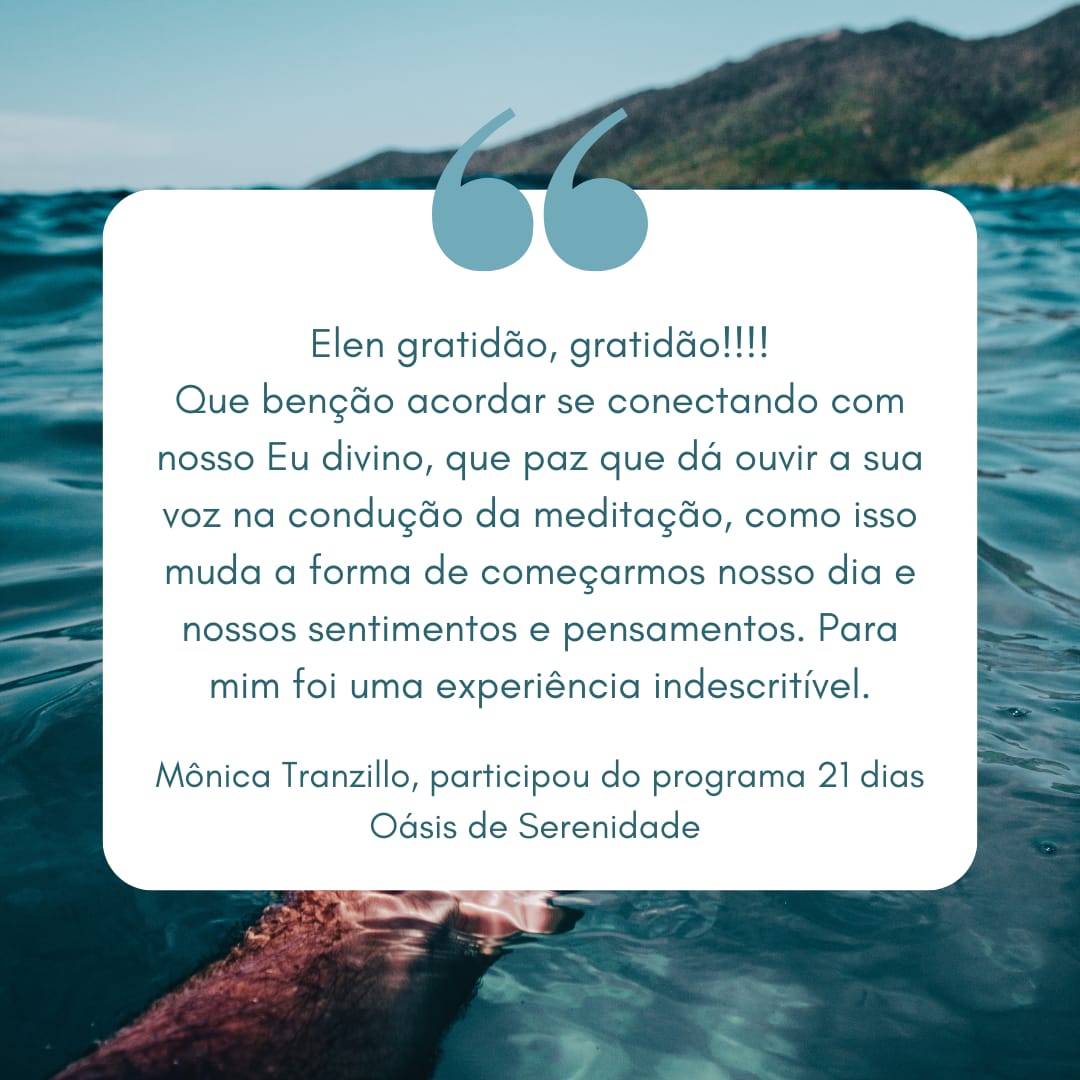 Elen gratidão, gratidão!!!!
Que benção acordar se conectando com
nosso Eu divino, que paz que dá ouvir a sua
voz na condução da meditação, como isso
muda a forma de começarmos nosso dia e
nossos sentimentos e pensamentos. Para
mim foi uma experiência indescritível.
Mônica Tranzillo, participou do programa 21 dias
Oásis de Serenidade